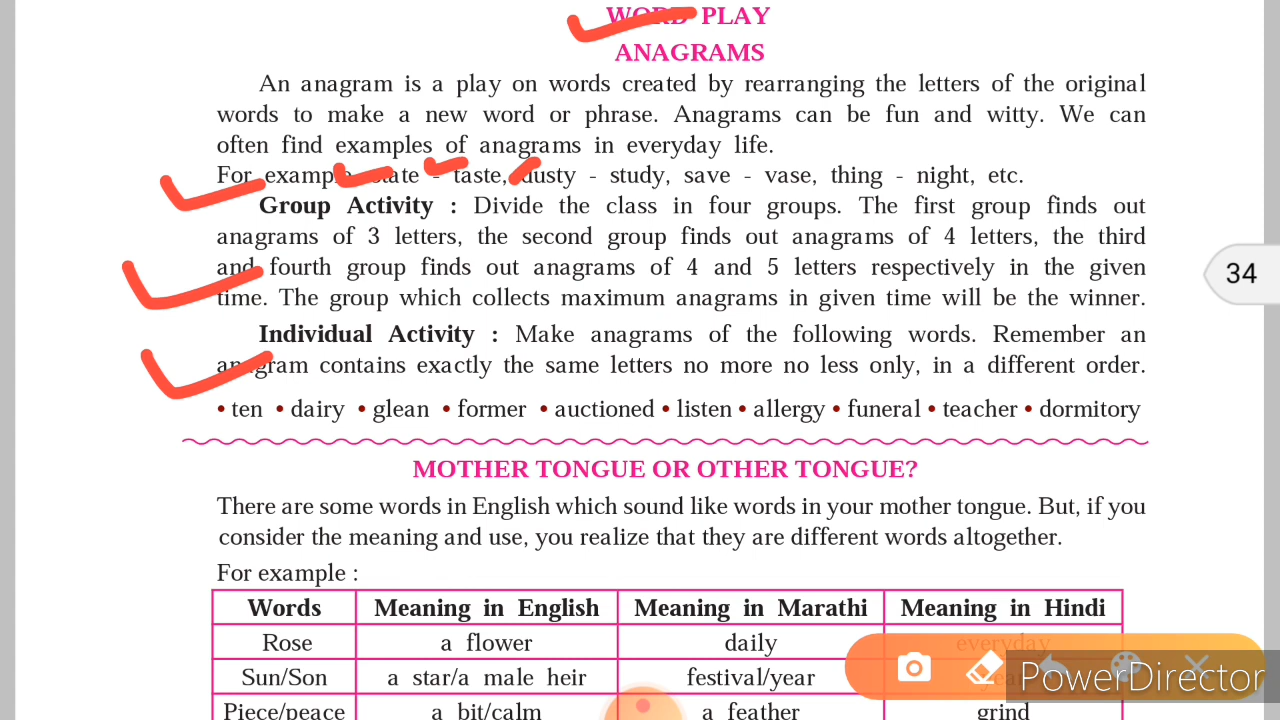 WORD PLAY
ANAGRAMS
An anagram is a play on words created by rearranging the letters of the original
words to make a new word or phrase. Anagrams can be fun and witty. We can
often find examples of anagrams in everyday life.
For example state - taste, dusty - study, save - vase, thing - night, etc.
Group Activity : Divide the class in four groups. The first group finds out
anagrams of 3 letters, the second group finds out anagrams of 4 letters, the third
and fourth group finds out anagrams of 4 and 5 letters respectively in the given
time. The group which collects maximum anagrams in given time will be the winner.
34
Individual Activity : Make anagrams of the following words. Remember an
anagram contains exactly the same letters no more no less only, in a different order.
• ten • dairy • glean • former • auctioned • listen • allergy • funeral • teacher • dormitory
MOTHER TONGUE OR OTHER TONGUE?
There are some words in English which sound like words in your mother tongue. But, if you
consider the meaning and use, you realize that they are different words altogether.
For example :
Words Meaning in English Meaning in Marathi Meaning in Hindi
Rose a flower daily everyday
Sun/Son a star/a male heir festival/year
Piece/peace a bit/calm a feather grind
PowerDirector